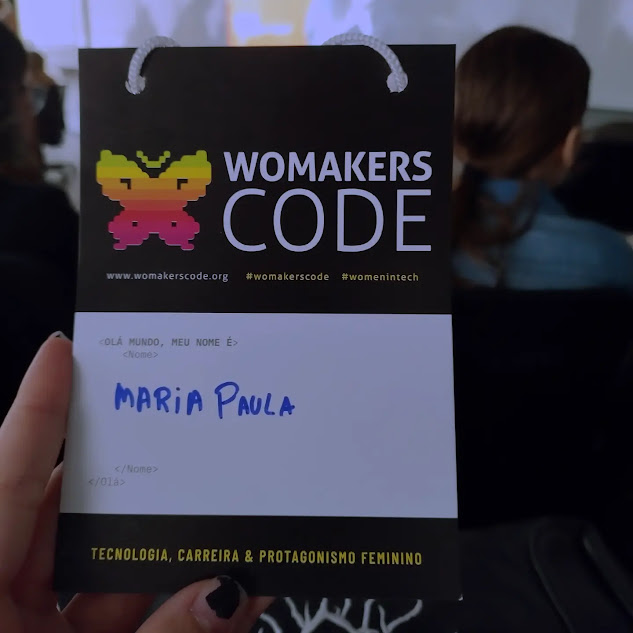 WOMAKERS
CODE
www.womakerscode.org #womakerscode #womenintech
<OLÁ MUNDO, MEU NOME É>
<Nome>
MARiA PAULA
</Nome>
</Olá>
TECNOLOGIA, CARREIRA & PROTAGONISMO FEMININO